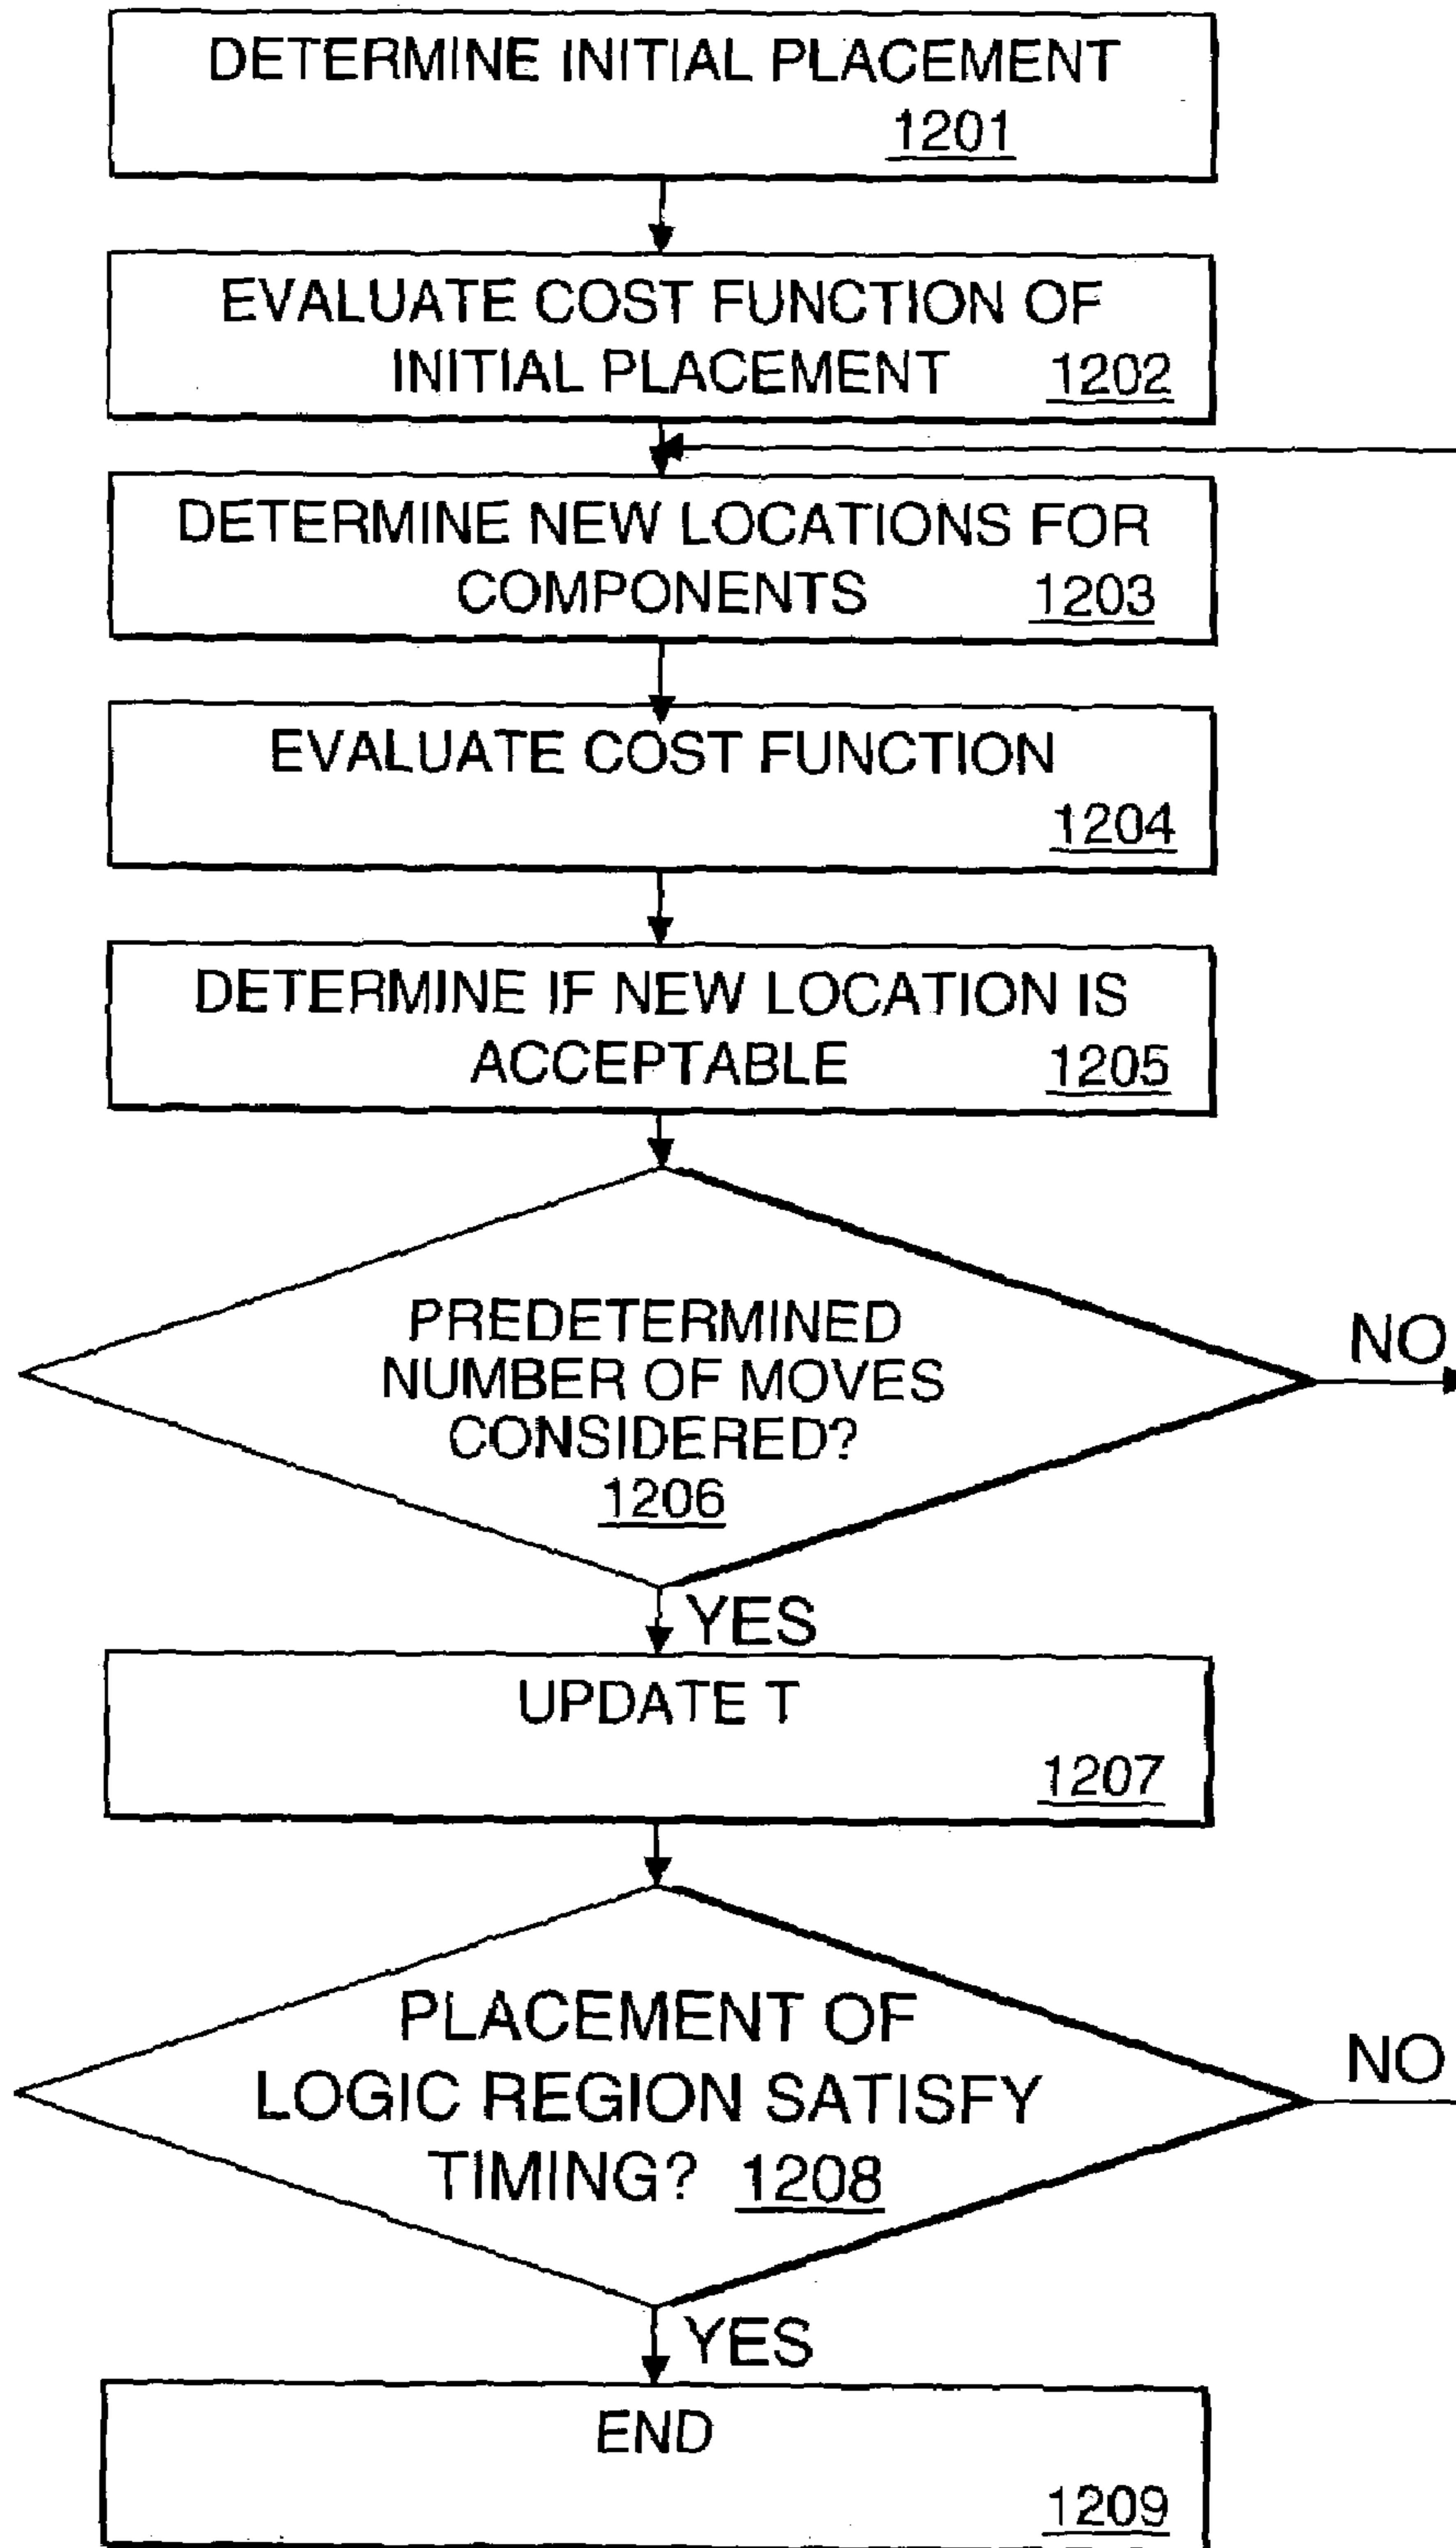 DETERMINE INITIAL PLACEMENT
1201
EVALUATE COST FUNCTION OF
INITIAL PLACEMENT 1202
DETERMINE NEW LOCATIONS FOR
COMPONENTS 1203
EVALUATE COST FUNCTION
1204
DETERMINE IF NEW LOCATION IS
ACCEPTABLE 1205
PREDETERMINED
NUMBER OF MOVES
CONSIDERED?
1206
NO
YES
UPDATE T
1207
PLACEMENT OF
LOGIC REGION SATISFY
TIMING? 1208
NO
YES
END
1209